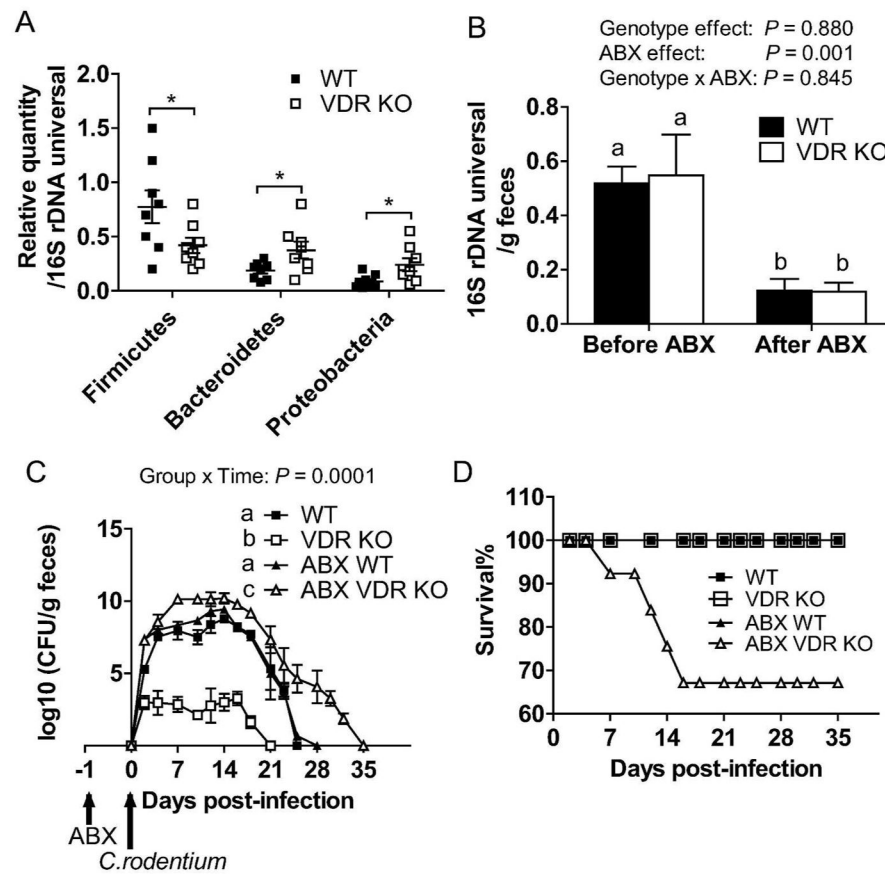 A
Relative quantity
/16S rDNA universal
2.0
1.5
1.0
0.5
0.0
WT
VDR KO
*
*
*
Firmicutes
Bacteroidetes
Proteobacteria
B
Genotype effect: P = 0.880
ABX effect: P = 0.001
Genotype x ABX: P = 0.845
16S rDNA universal
/g feces
0.8
0.6
0.4
0.2
0.0
WT
VDR KO
a
a
b
b
Before ABX
After ABX
C
Group x Time: P = 0.0001
log10 (CFU/g feces)
15
10
5
a WT
b VDR KO
a ABX WT
c ABX VDR KO
-1 0 7 14 21 28 35
Days post-infection
ABX
C.rodentium
D
Survival%
110
100
90
80
70
60
WT
VDR KO
ABX WT
ABX VDR KO
0 7 14 21 28 35
Days post-infection